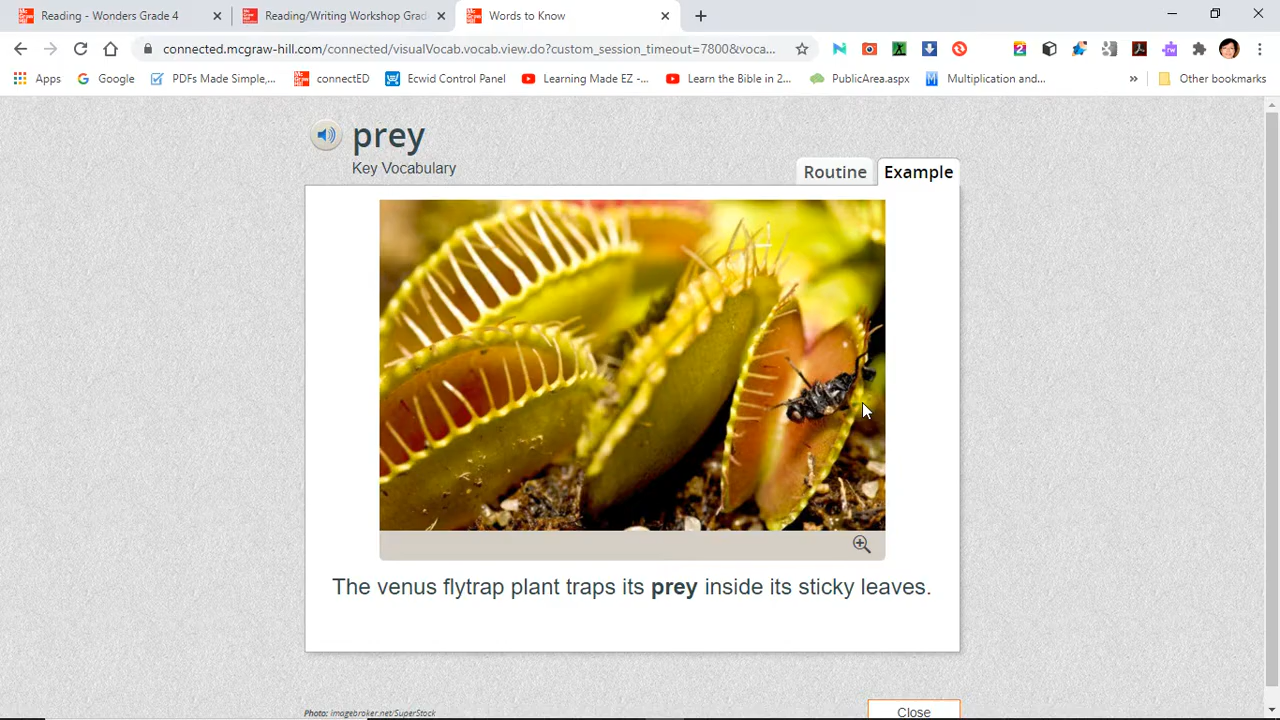 Reading - Wonders Grade 4
Reading/Writing Workshop Grad
Words to Know
connected.mcgraw-hill.com/connected/visualVocab.vocab.viewdo?custom_session_timeout=7800&voca...
Apps
Google
PDFs Made Simple,...
connectED
Ecwid Control Panel
Learning Made EZ -...
Learn the Bible in 2...
PublicArea.aspx
Multiplication and...
»
Other bookmarks
prey
Key Vocabulary
Routine
Example
The venus flytrap plant traps its prey inside its sticky leaves.
Photo: imagebroker.net/SuperStock
Close